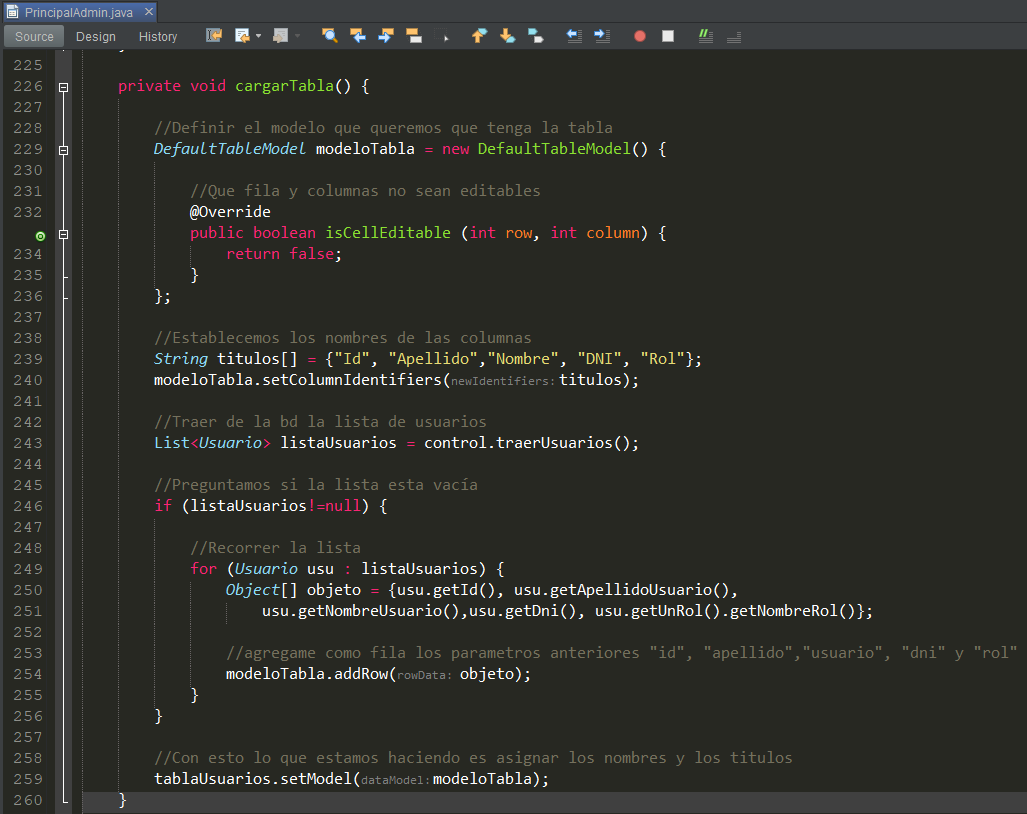 PrincipalAdmin.java
Source Design History
225
226 private void cargarTabla() {
227
228 //Definir el modelo que queremos que tenga la tabla
229 DefaultTableModel modeloTabla = new DefaultTableModel() {
230
231 //Que fila y columnas no sean editables
232 @Override
public boolean isCellEditable (int row, int column) {
234 return false;
235 }
236 };
237
238 //Establecemos los nombres de las columnas
239 String titulos[] = {"Id", "Apellido","Nombre", "DNI", "Rol"};
240 modeloTabla.setColumnIdentifiers(newIdentifiers:titulos);
241
242 //Traer de la bd la lista de usuarios
243 List<Usuario> listaUsuarios = control.traerUsuarios();
244
245 //Preguntamos si la lista esta vacía
246 if (listaUsuarios!=null) {
247
248 //Recorrer la lista
249 for (Usuario usu : listaUsuarios) {
250 Object[] objeto = {usu.getId(), usu.getApellidoUsuario(),
251 usu.getNombreUsuario(),usu.getDni(), usu.getUnRol().getNombreRol()};
252
253 //agregame como fila los parametros anteriores "id", "apellido","usuario", "dni" y "rol"
254 modeloTabla.addRow(rowData: objeto);
255 }
256 }
257
258 //Con esto lo que estamos haciendo es asignar los nombres y los titulos
259 tablaUsuarios.setModel(dataModel:modeloTabla);
260 }